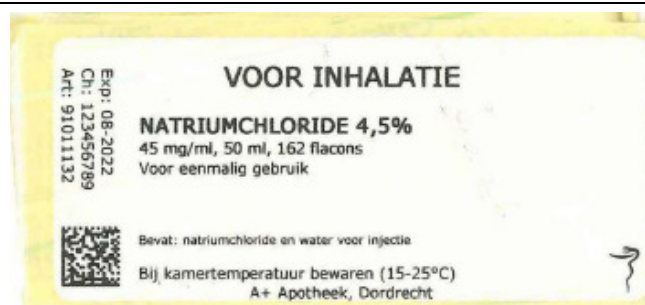 VOOR INHALATIE
NATRIUMCHLORIDE 4,5%
45 mg/ml, 50 ml, 162 flacons
Voor eenmalig gebruik
Bevat: natriumchloride en water voor injectie
Bij kamertemperatuur bewaren (15-25°C)
A+ Apotheek, Dordrecht
Exp: 08-2022
Ch: 123456789
Art: 91011132